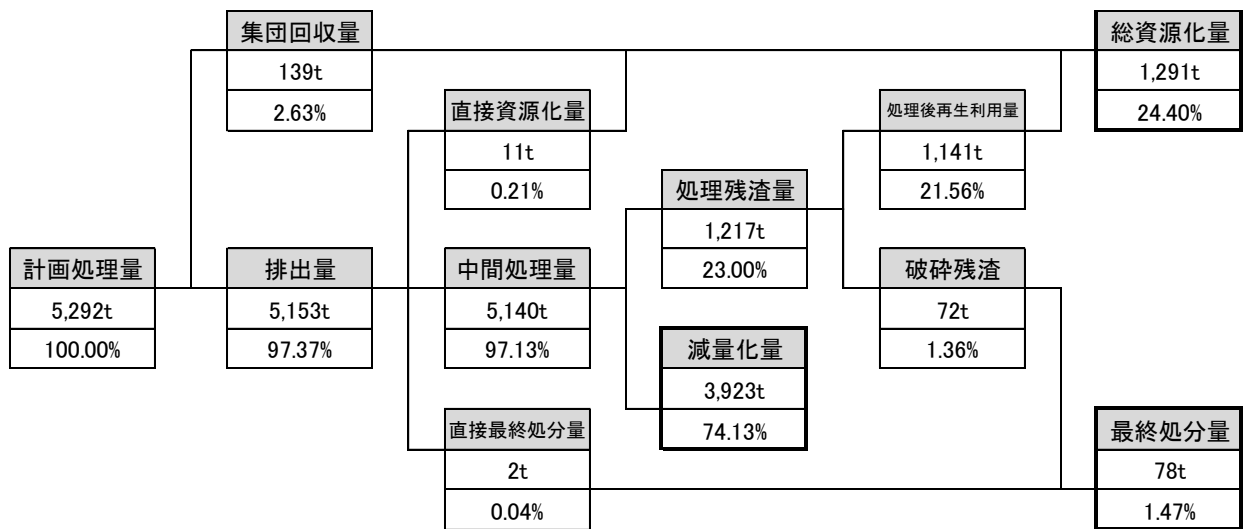 集団回収量
139t
2.63%
総資源化量
1,291t
24.40%
直接資源化量
11t
0.21%
処理後再生利用量
1,141t
21.56%
処理残渣量
1,217t
23.00%
計画処理量
5,292t
100.00%
排出量
5,153t
97.37%
中間処理量
5,140t
97.13%
破砕残渣
72t
1.36%
減量化量
3,923t
74.13%
直接最終処分量
2t
0.04%
最終処分量
78t
1.47%